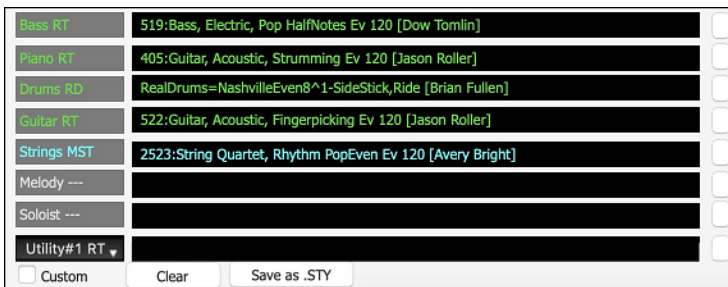 Bass RT 519:Bass, Electric, Pop HalfNotes Ev 120 [Dow Tomlin]
Piano RT 405:Guitar, Acoustic, Strumming Ev 120 [Jason Roller]
Drums RD RealDrums=NashvilleEven8^1-SideStick,Ride [Brian Fullen]
Guitar RT 522:Guitar, Acoustic, Fingerpicking Ev 120 [Jason Roller]
Strings MST 2523:String Quartet, Rhythm PopEven Ev 120 [Avery Bright]
Melody ---
Soloist ---
Utility#1 RT
Custom Clear Save as .STY